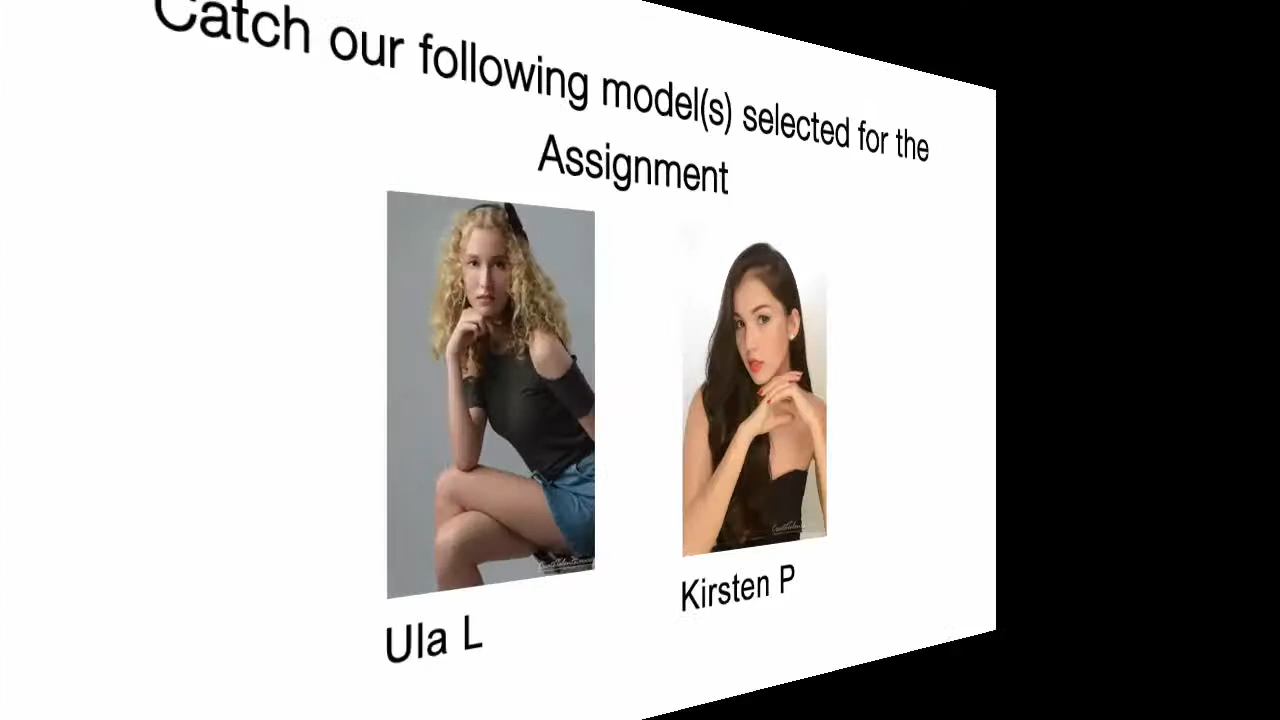 Catch our following model(s) selected for the
Assignment
Ula L
Kirsten P